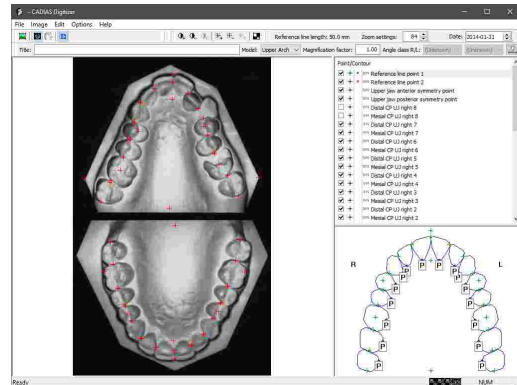 - CADIAS Digitizer
File Image Edit Options Help
Reference line length: 50.0 mm Zoom settings: 84 Date: 2014-01-31
Title: Model: Upper Arch Magnification factor: 1.00 Angle class R/L: (Unknown) (Unknown)
Point/Contour
Reference line point 1
Reference line point 2
Upper jaw anterior symmetry point
Upper jaw posterior symmetry point
Distal CP UJ right 8
Mesial CP UJ right 8
Distal CP UJ right 7
Mesial CP UJ right 7
Distal CP UJ right 6
Mesial CP UJ right 6
Distal CP UJ right 5
Mesial CP UJ right 5
Distal CP UJ right 4
Mesial CP UJ right 4
Distal CP UJ right 3
Mesial CP UJ right 3
Distal CP UJ right 2
Mesial CP UJ right 2
R L
P P P P
P P
P P
P P
P P
P P
Ready NUM